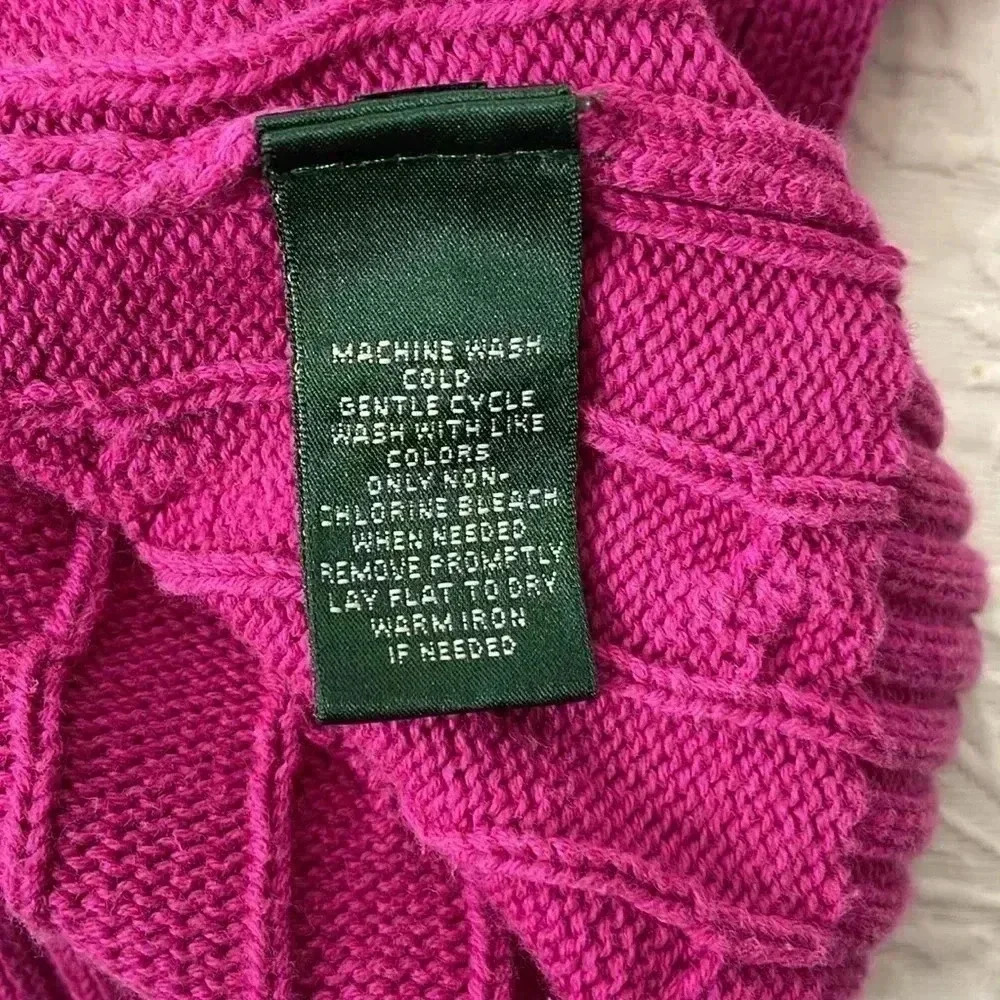 MACHINE WASH
COLD
GENTLE CYCLE
WASH WITH LIKE
COLORS
ONLY NON-
CHLORINE BLEACH
WHEN NEEDED
REMOVE PROMPTLY
LAY FLAT TO DRY
WARM IRON
IF NEEDED